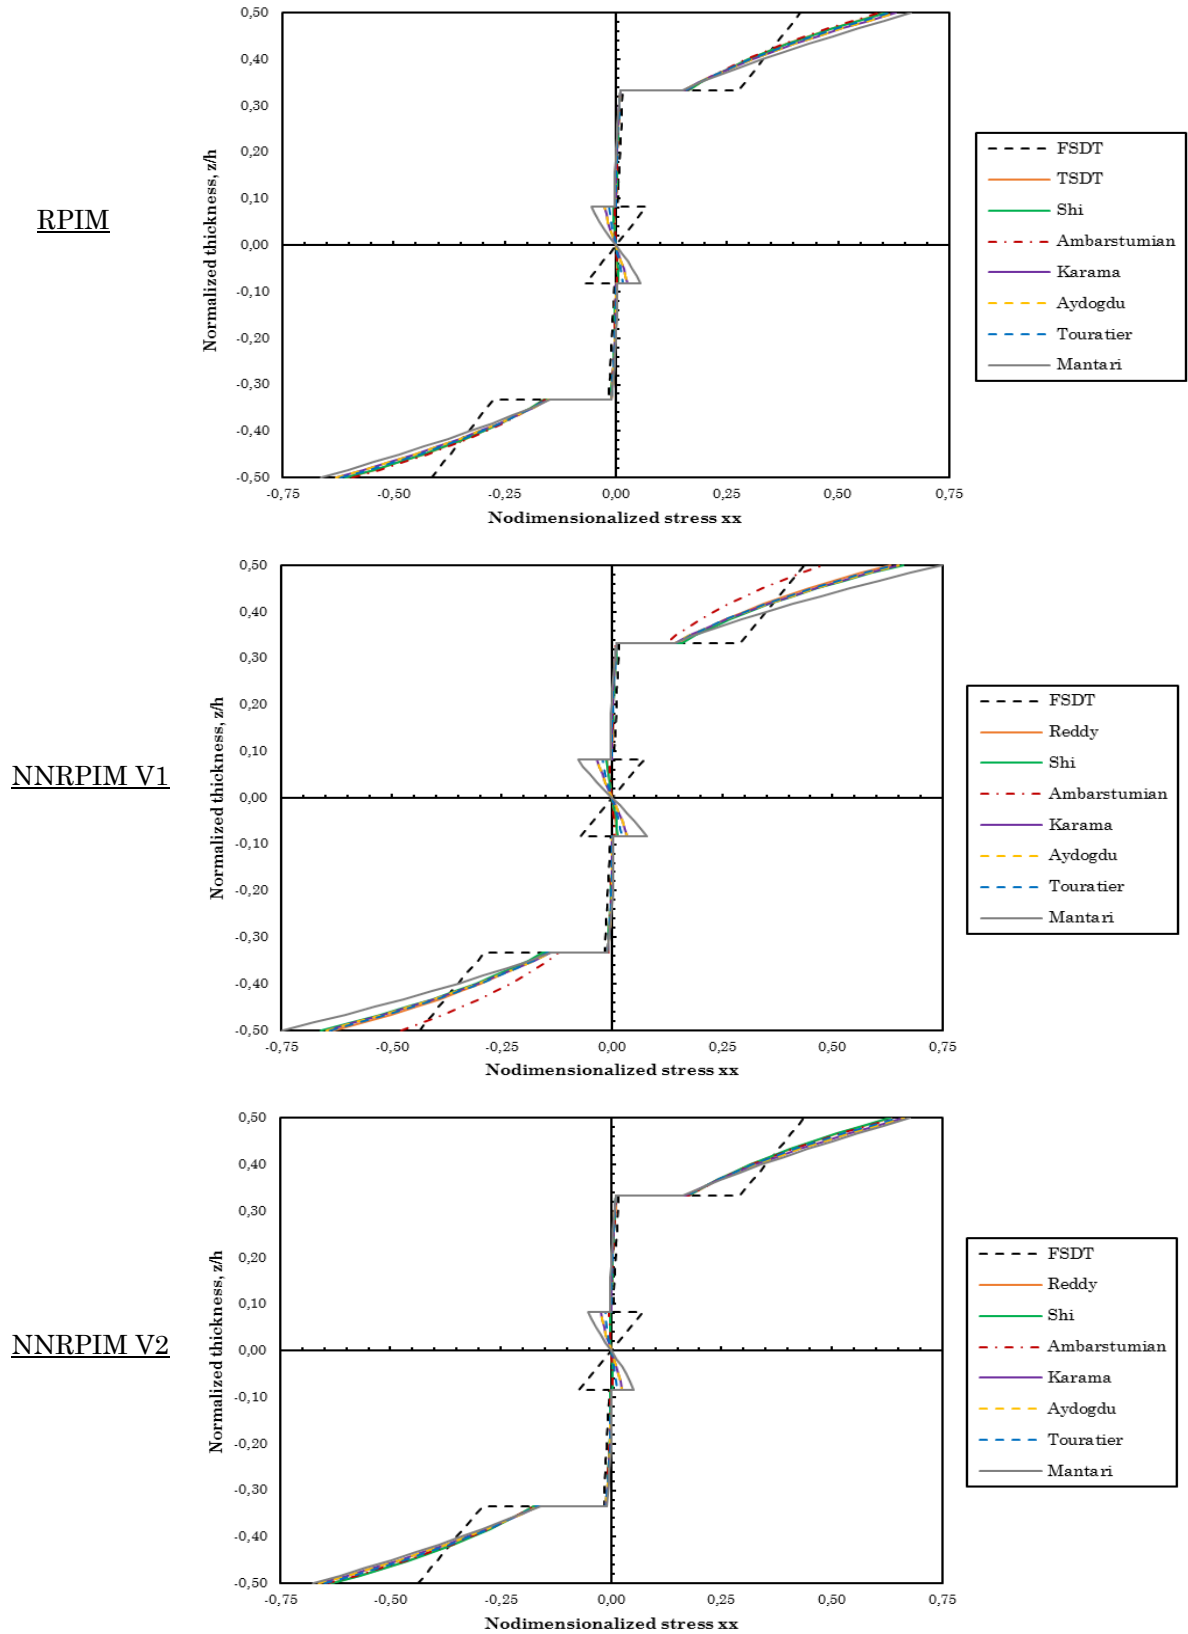 RPIM
Normalized thickness, z/h
0,50
0,40
0,30
0,20
0,10
0,00
-0,10
-0,20
-0,30
-0,40
-0,50
-0,75
-0,50
-0,25
0,00
0,25
0,50
0,75
Nodimensionalized stress xx
FSDT
TSDT
Shi
Ambarstumian
Karama
Aydogdu
Touratier
Mantari
NNRPIM V1
Normalized thickness, z/h
0,50
0,40
0,30
0,20
0,10
0,00
-0,10
-0,20
-0,30
-0,40
-0,50
-0,75
-0,50
-0,25
0,00
0,25
0,50
0,75
Nodimensionalized stress xx
FSDT
Reddy
Shi
Ambarstumian
Karama
Aydogdu
Touratier
Mantari
NNRPIM V2
Normalized thickness, z/h
0,50
0,40
0,30
0,20
0,10
0,00
-0,10
-0,20
-0,30
-0,40
-0,50
-0,75
-0,50
-0,25
0,00
0,25
0,50
0,75
Nodimensionalized stress xx
FSDT
Reddy
Shi
Ambarstumian
Karama
Aydogdu
Touratier
Mantari